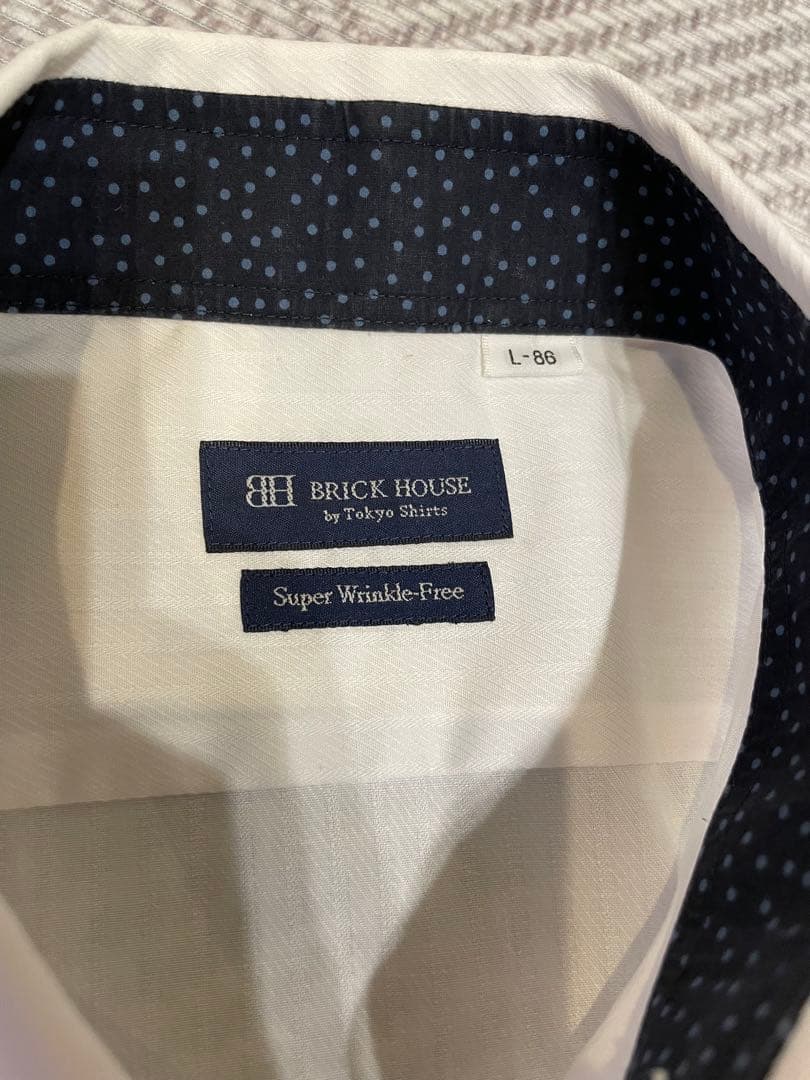 L-86
BH BRICK HOUSE
by Tokyo Shirts
Super Wrinkle-Free